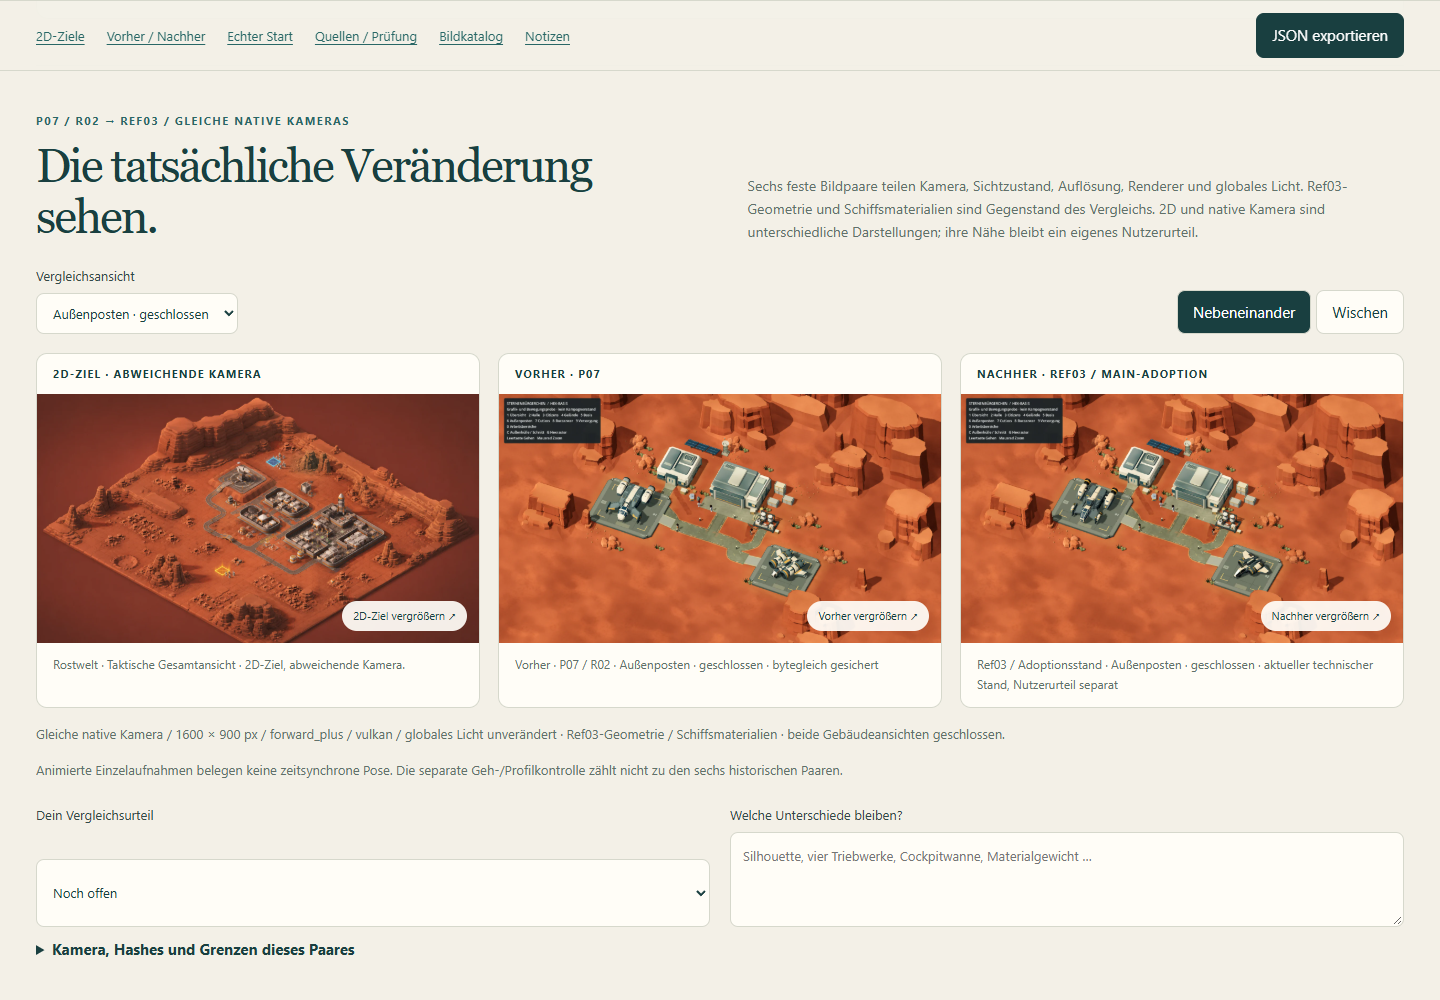 2D-Ziele Vorher / Nachher Echter Start Quellen / Prüfung Bildkatalog Notizen JSON exportieren
P07 / R02 → REF03 / GLEICHE NATIVE KAMERAS
Die tatsächliche Veränderung
sehen.
Sechs feste Bildpaare teilen Kamera, Sichtzustand, Auflösung, Renderer und globales Licht. Ref03-
Geometrie und Schiffsmaterialien sind Gegenstand des Vergleichs. 2D und native Kamera sind
unterschiedliche Darstellungen; ihre Nähe bleibt ein eigenes Nutzerurteil.
Vergleichsansicht
Außenposten · geschlossen
Nebeneinander Wischen
2D-ZIEL · ABWEICHENDE KAMERA
2D-Ziel vergrößern ↗
Rostwelt · Taktische Gesamtansicht · 2D-Ziel, abweichende Kamera.
VORHER · P07
Vorher vergrößern ↗
Vorher · P07 / R02 · Außenposten · geschlossen · bytegleich gesichert
NACHHER · REF03 / MAIN-ADOPTION
Nachher vergrößern ↗
Ref03 / Adoptionsstand · Außenposten · geschlossen · aktueller technischer
Stand, Nutzerurteil separat
Gleiche native Kamera / 1600 × 900 px / forward_plus / vulkan / globales Licht unverändert · Ref03-Geometrie / Schiffsmaterialien · beide Gebäudeansichten geschlossen.
Animierte Einzelaufnahmen belegen keine zeitsynchrone Pose. Die separate Geh-/Profilkontrolle zählt nicht zu den sechs historischen Paaren.
Dein Vergleichsurteil
Noch offen
Welche Unterschiede bleiben?
Silhouette, vier Triebwerke, Cockpitwanne, Materialgewicht ...
Kamera, Hashes und Grenzen dieses Paares